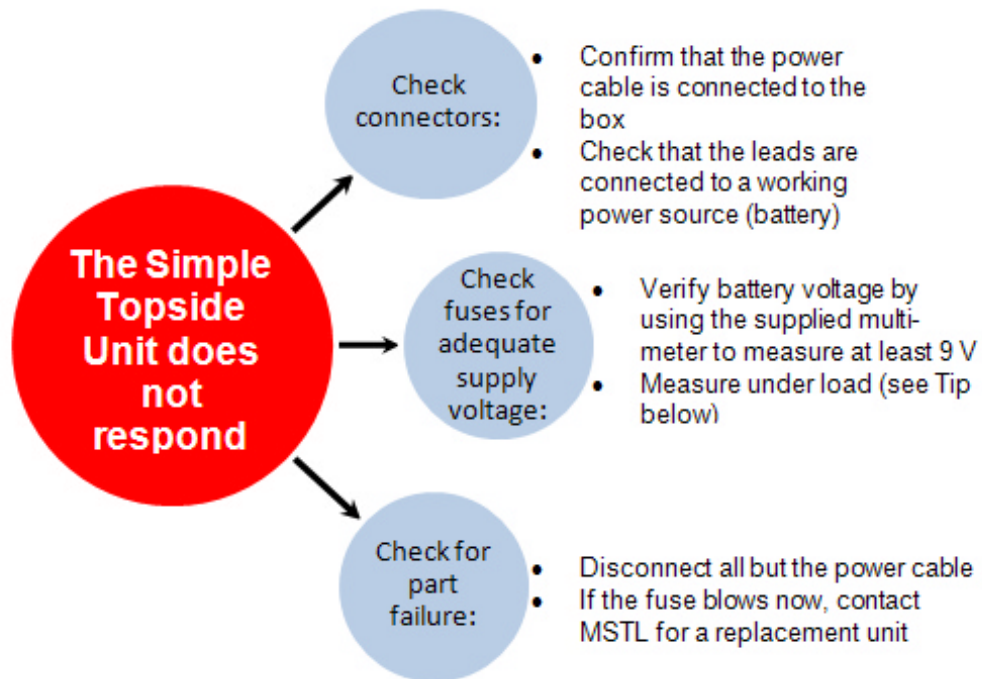 The Simple
Topside
Unit does
not
respond
Check
connectors:
• Confirm that the power
cable is connected to the
box
• Check that the leads are
connected to a working
power source (battery)
Check
fuses for
adequate
supply
voltage:
• Verify battery voltage by
using the supplied multi-
meter to measure at least 9 V
• Measure under load (see Tip
below)
Check for
part
failure:
• Disconnect all but the power cable
• If the fuse blows now, contact
MSTL for a replacement unit